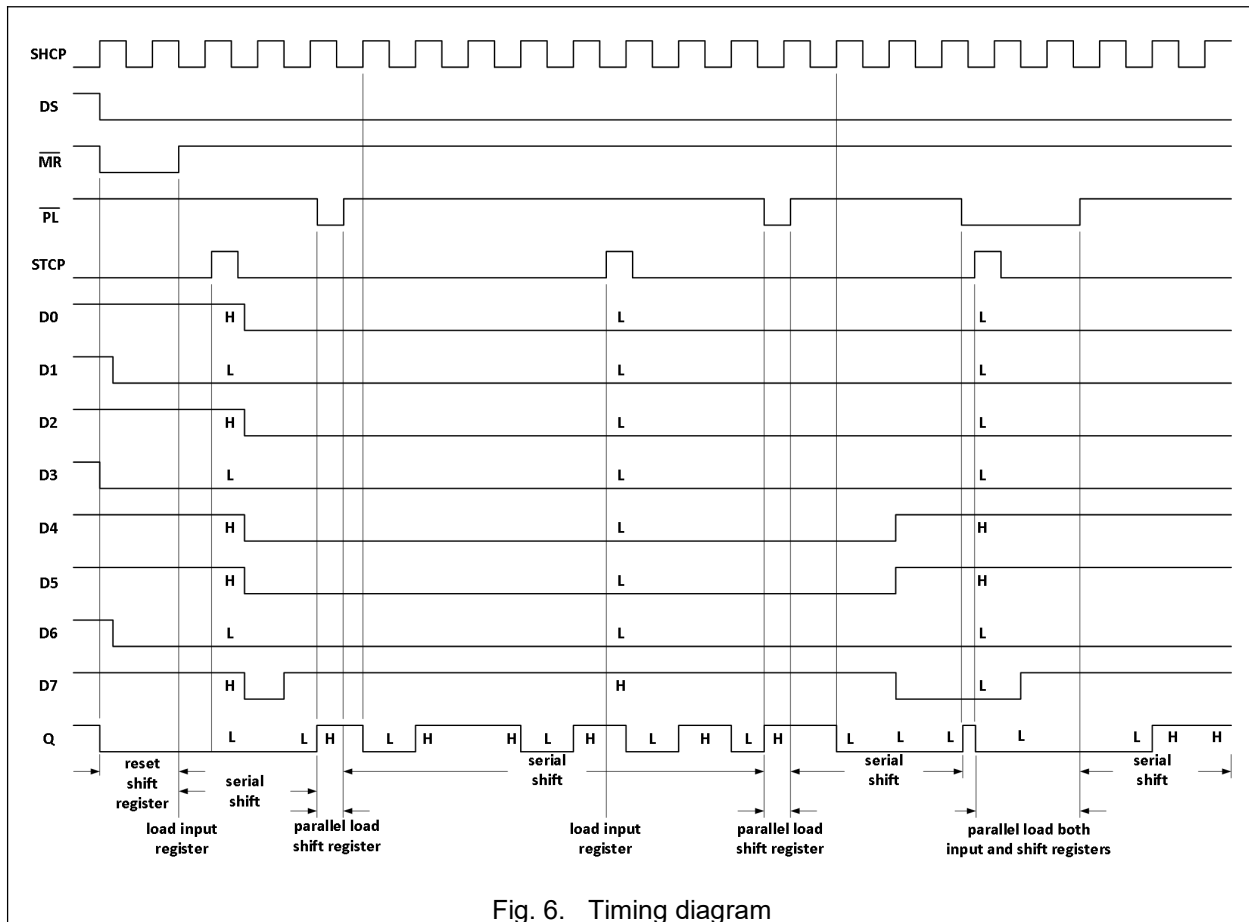 SHCP
DS
MR
PL
STCP
D0 H L L
D1 L L L
D2 H L L
D3 L L L
D4 H L H
D5 H L H
D6 L L L
D7 H H L
Q L L H L H H L H L H L H L L L L L H H
reset
shift
register
serial
shift
serial
shift
serial
shift
serial
shift
load input
register
parallel load
shift register
load input
register
parallel load
shift register
parallel load both
input and shift registers
Fig. 6. Timing diagram